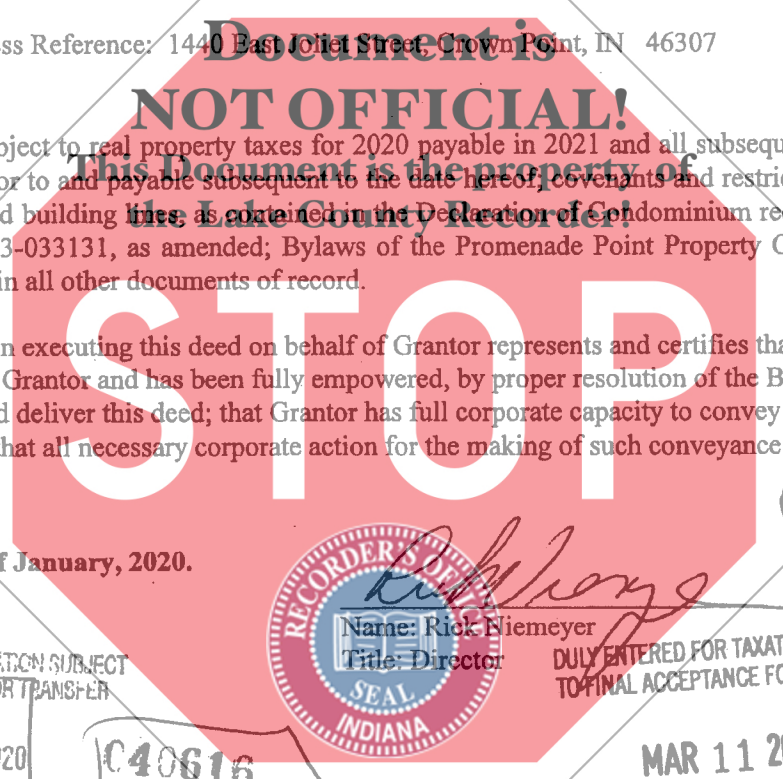 Document is
ss Reference: 1440 East Joliet Street, Crown Point, IN 46307
NOT OFFICIAL!
bject to real property taxes for 2020 payable in 2021 and all subsequ
This Document is the property of
or to and payable subsequent to the date hereof; covenants and restric
the Lake County Recorder!
d building lines, as contained in the Declaration of Condominium re
3-033131, as amended; Bylaws of the Promenade Point Property O
in all other documents of record.
STOP
n executing this deed on behalf of Grantor represents and certifies tha
Grantor and has been fully empowered, by proper resolution of the B
d deliver this deed; that Grantor has full corporate capacity to convey
hat all necessary corporate action for the making of such conveyance
f January, 2020.
RECORDER'S OFFICE
SEAL
INDIANA
Name: Rick Niemeyer
Title: Director
TION SUBJECT
OR TRANSFER
DULY ENTERED FOR TAXAT
TO FINAL ACCEPTANCE FO
20
C40616
MAR 11 2